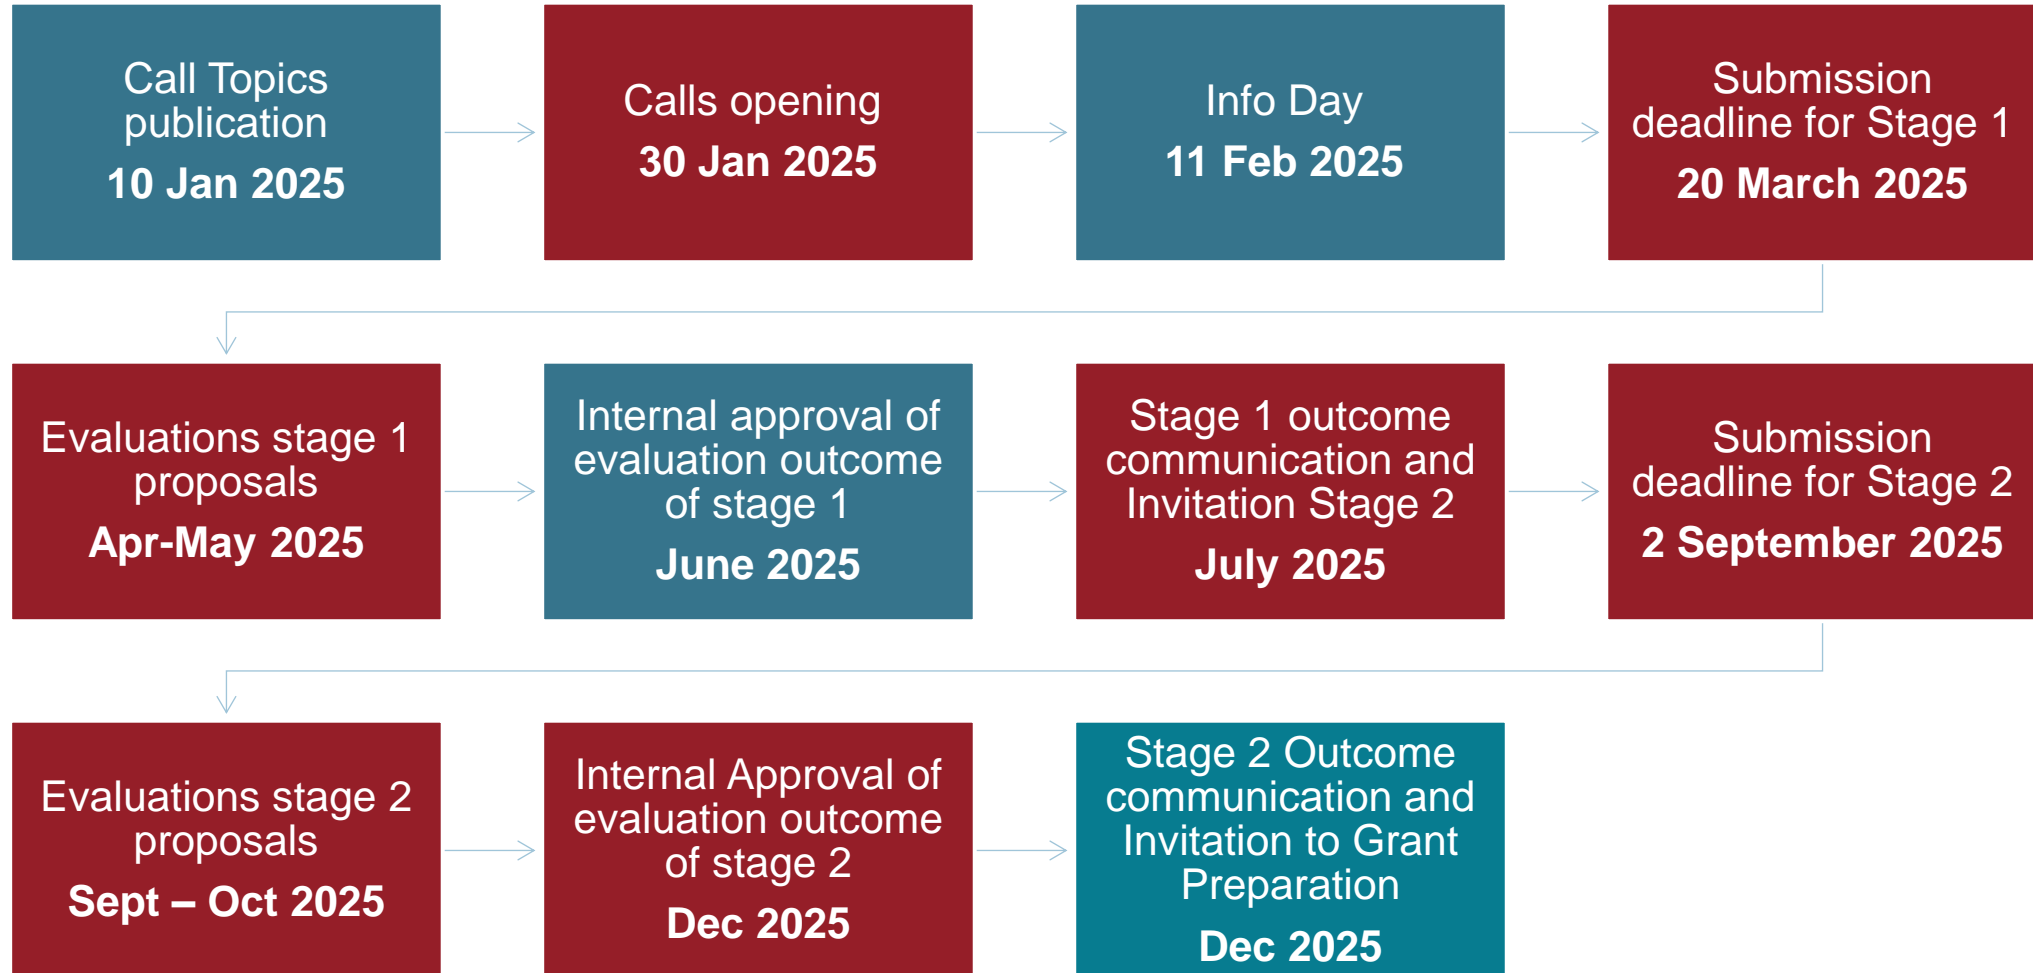 Call Topics
publication
10 Jan 2025
Calls opening
30 Jan 2025
Info Day
11 Feb 2025
Submission
deadline for Stage 1
20 March 2025
Evaluations stage 1
proposals
Apr-May 2025
Internal approval of
evaluation outcome
of stage 1
June 2025
Stage 1 outcome
communication and
Invitation Stage 2
July 2025
Submission
deadline for Stage 2
2 September 2025
Evaluations stage 2
proposals
Sept – Oct 2025
Internal Approval of
evaluation outcome
of stage 2
Dec 2025
Stage 2 Outcome
communication and
Invitation to Grant
Preparation
Dec 2025